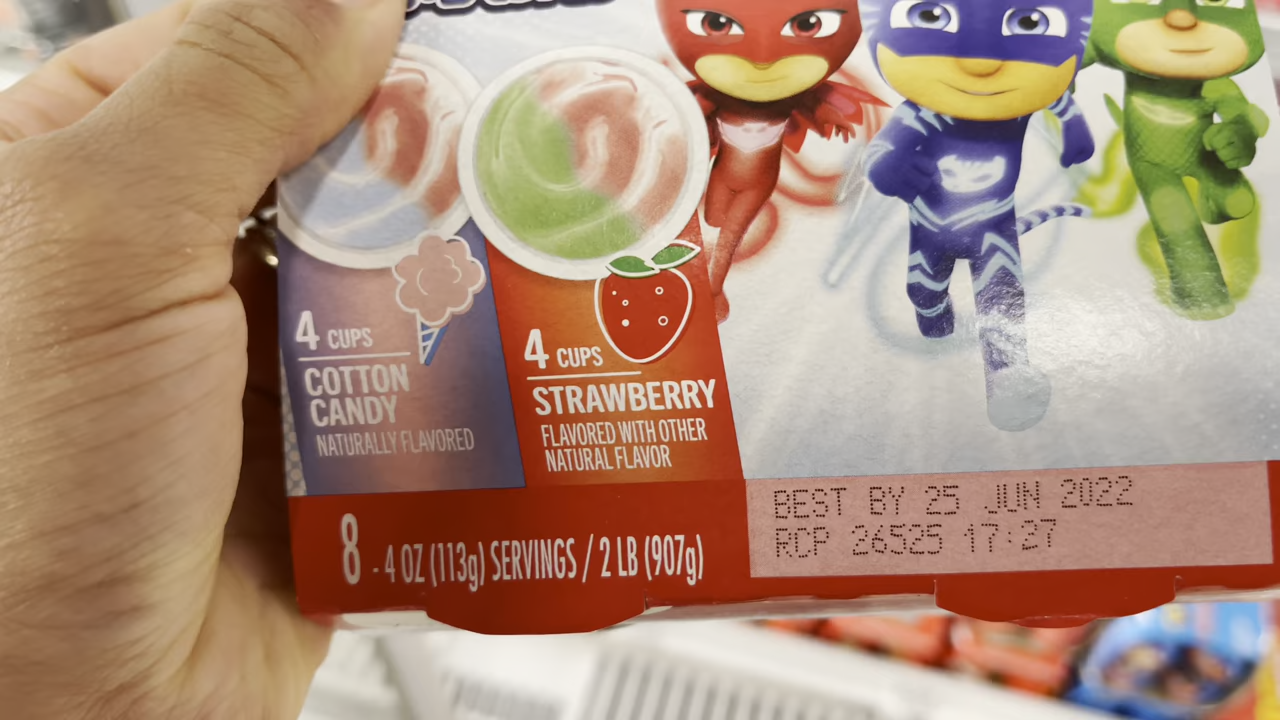 4 CUPS
COTTON
CANDY
NATURALLY FLAVORED
4 CUPS
STRAWBERRY
FLAVORED WITH OTHER
NATURAL FLAVOR
8 - 4 OZ (113g) SERVINGS / 2 LB (907g)
BEST BY 25 JUN 2022
RCP 26525 17:27